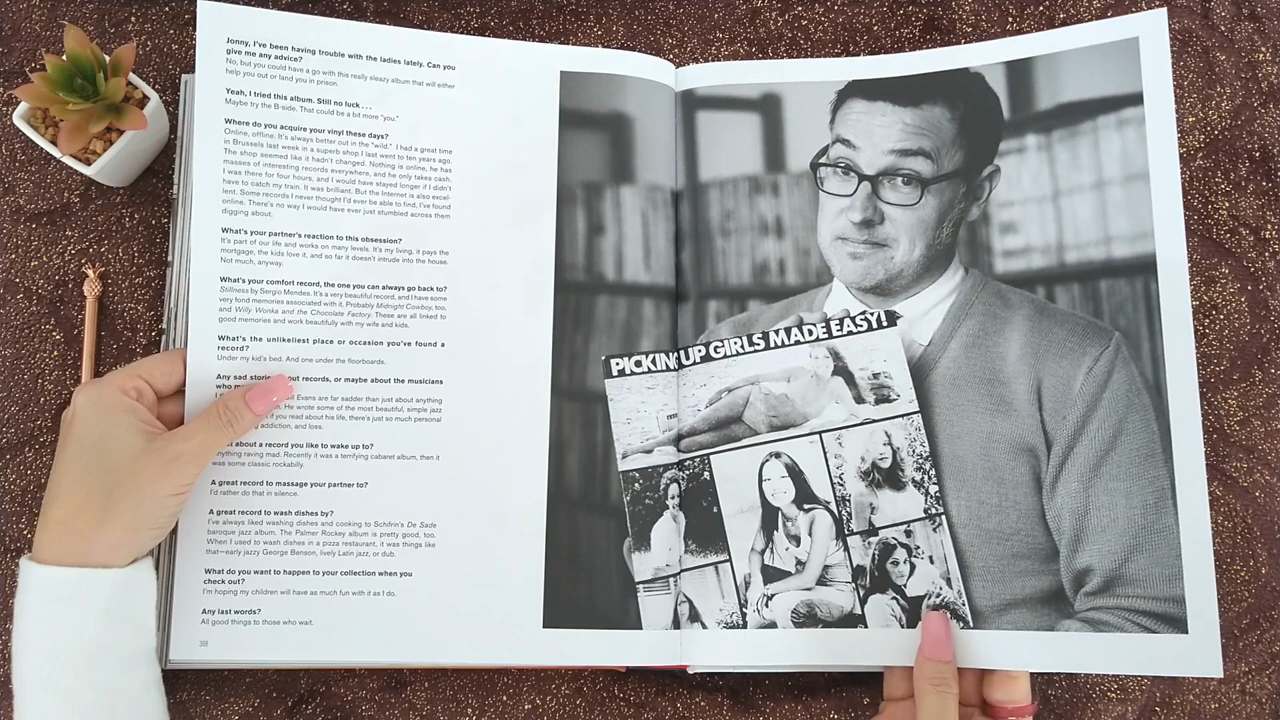 Jonny, I've been having trouble with the ladies lately. Can you
give me any advice?
No, but you could have a go with this really sleazy album that will either
help you out or land you in prison.
Yeah, I tried this album. Still no luck . . .
Maybe try the B-side. That could be a bit more "you."
Where do you acquire your vinyl these days?
Online, offline. It's always better out in the "wild." I had a great time
in Brussels last week in a superb shop I last went to ten years ago.
The shop seemed like it hadn't changed. Nothing is online, he has
masses of interesting records everywhere, and he only takes cash.
I was there for four hours, and I would have stayed longer if I didn't
have to catch my train. It was brilliant. But the Internet is also excel-
lent. Some records I never thought I'd ever be able to find, I've found
online. There's no way I would have ever just stumbled across them
digging about.
What's your partner's reaction to this obsession?
It's part of our life and works on many levels. It's my living, it pays the
mortgage, the kids love it, and so far it doesn't intrude into the house.
Not much, anyway.
What's your comfort record, the one you can always go back to?
Stillness by Sergio Mendes. It's a very beautiful record, and I have some
very fond memories associated with it. Probably Midnight Cowboy, too,
and Willy Wonka and the Chocolate Factory. These are all linked to
good memories and work beautifully with my wife and kids.
What's the unlikeliest place or occasion you've found a
record?
Under my kid's bed. And one under the floorboards.
Any sad stories out records, or maybe about the musicians
who
I Evans are far sadder than just about anything
He wrote some of the most beautiful, simple jazz
if you read about his life, there's just so much personal
addiction, and loss.
about a record you like to wake up to?
anything raving mad. Recently it was a terrifying cabaret album, then it
was some classic rockabilly.
A great record to massage your partner to?
I'd rather do that in silence.
A great record to wash dishes by?
I've always liked washing dishes and cooking to Schifrin's De Sade
baroque jazz album. The Palmer Rockey album is pretty good, too.
When I used to wash dishes in a pizza restaurant, it was things like
that—early jazzy George Benson, lively Latin jazz, or dub.
What do you want to happen to your collection when you
check out?
I'm hoping my children will have as much fun with it as I do.
Any last words?
All good things to those who wait.
368
PICKING UP GIRLS MADE EASY!